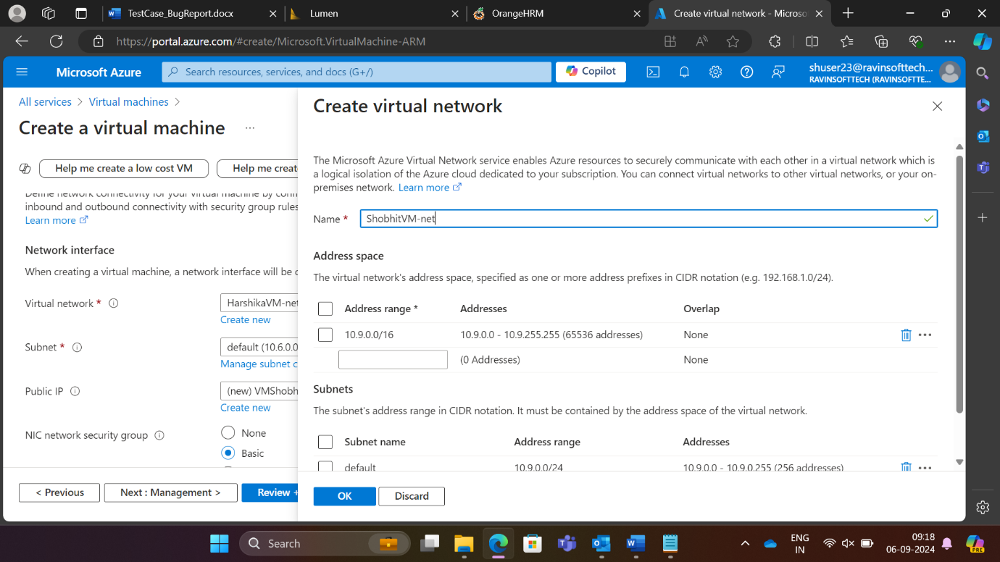 TestCase_BugReport.docx
Lumen
OrangeHRM
Create virtual network - Microso
https://portal.azure.com/#create/Microsoft.VirtualMachine-ARM
Microsoft Azure
Search resources, services, and docs (G+/)
Copilot
shuser23@ravinsofttech...
RAVINSOFTTECH (RAVINSOFTTE...
All services > Virtual machines >
Create a virtual machine ...
Help me create a low cost VM
Help me creat
Define network connectivity for your virtual machine by confi
inbound and outbound connectivity with security group rules
Learn more
Network interface
When creating a virtual machine, a network interface will be c
Virtual network *
HarshikaVM-net
Create new
Subnet *
default (10.6.0.0
Manage subnet c
Public IP
(new) VMShobh
Create new
NIC network security group
None
Basic
< Previous
Next : Management >
Review +
Create virtual network
The Microsoft Azure Virtual Network service enables Azure resources to securely communicate with each other in a virtual network which is
a logical isolation of the Azure cloud dedicated to your subscription. You can connect virtual networks to other virtual networks, or your on-
premises network. Learn more
Name * ShobhitVM-net
Address space
The virtual network's address space, specified as one or more address prefixes in CIDR notation (e.g. 192.168.1.0/24).
Address range * Addresses Overlap
10.9.0.0/16 10.9.0.0 - 10.9.255.255 (65536 addresses) None
(0 Addresses) None
Subnets
The subnet's address range in CIDR notation. It must be contained by the address space of the virtual network.
Subnet name Address range Addresses
default 10.9.0.0/24 10.9.0.0 - 10.9.0.255 (256 addresses)
OK
Discard
Search
ENG
IN
09:18
06-09-2024
PRE